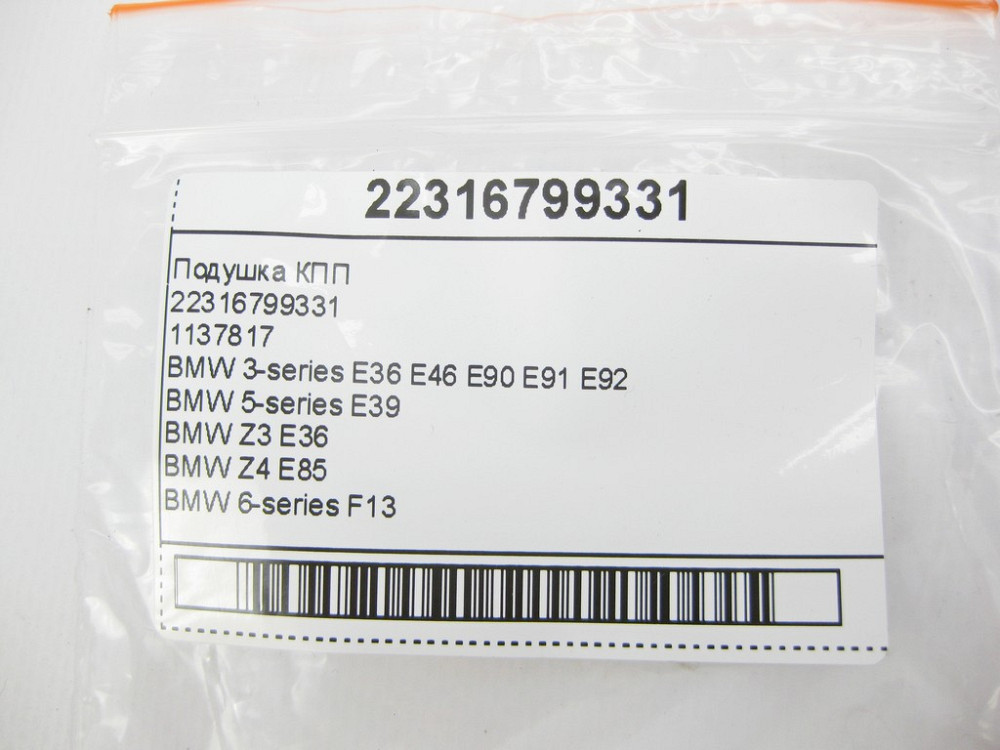 22316799331
Подушка КПП
22316799331
1137817
BMW 3-series E36 E46 E90 E91 E92
BMW 5-series E39
BMW Z3 E36
BMW Z4 E85
BMW 6-series F13